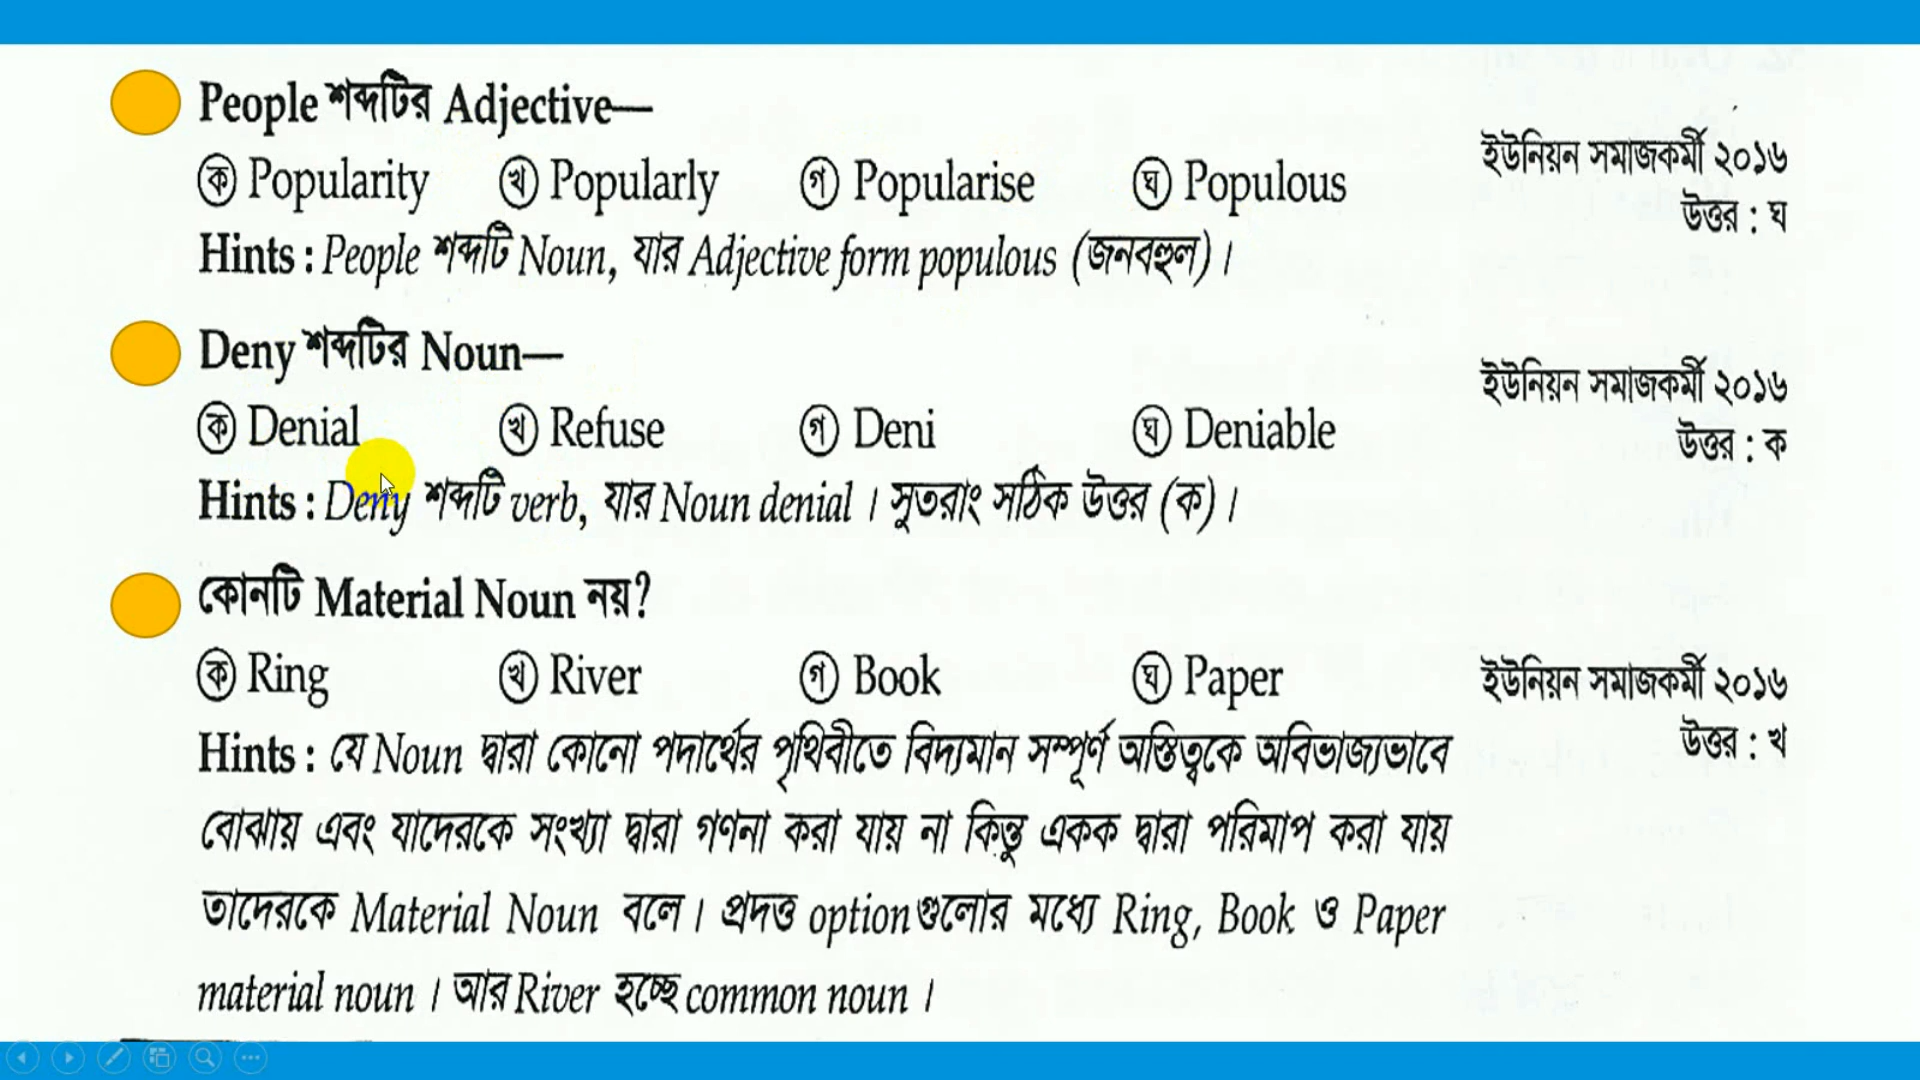 People শব্দটির Adjective—
ক Popularity খ Popularly গ Popularise ঘ Populous
ইউনিয়ন সমাজকর্মী ২০১৬
উত্তর : ঘ
Hints : People শব্দটি Noun, যার Adjective form populous (জনবহুল)।
Deny শব্দটির Noun—
ক Denial খ Refuse গ Deni ঘ Deniable
ইউনিয়ন সমাজকর্মী ২০১৬
উত্তর : ক
Hints : Deny শব্দটি verb, যার Noun denial । সুতরাং সঠিক উত্তর (ক)।
কোনটি Material Noun নয়?
ক Ring খ River গ Book ঘ Paper
ইউনিয়ন সমাজকর্মী ২০১৬
উত্তর : খ
Hints : যে Noun দ্বারা কোনো পদার্থের পৃথিবীতে বিদ্যমান সম্পূর্ণ অস্তিত্বকে অবিভাজ্যভাবে
বোঝায় এবং যাদেরকে সংখ্যা দ্বারা গণনা করা যায় না কিন্তু একক দ্বারা পরিমাপ করা যায়
তাদেরকে Material Noun বলে। প্রদত্ত optionগুলোর মধ্যে Ring, Book ও Paper
material noun । আর River হচ্ছে common noun ।